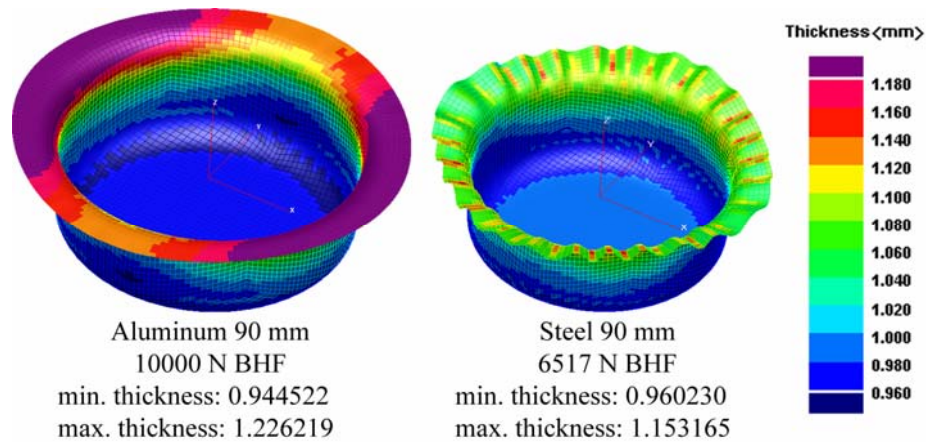 Thickness<mm>
1.180
1.160
1.140
1.120
1.100
1.060
1.040
1.020
1.000
0.980
0.960
Z
Y
X
Z
Y
X
Aluminum 90 mm
10000 N BHF
min. thickness: 0.944522
max. thickness: 1.226219
Steel 90 mm
6517 N BHF
min. thickness: 0.960230
max. thickness: 1.153165